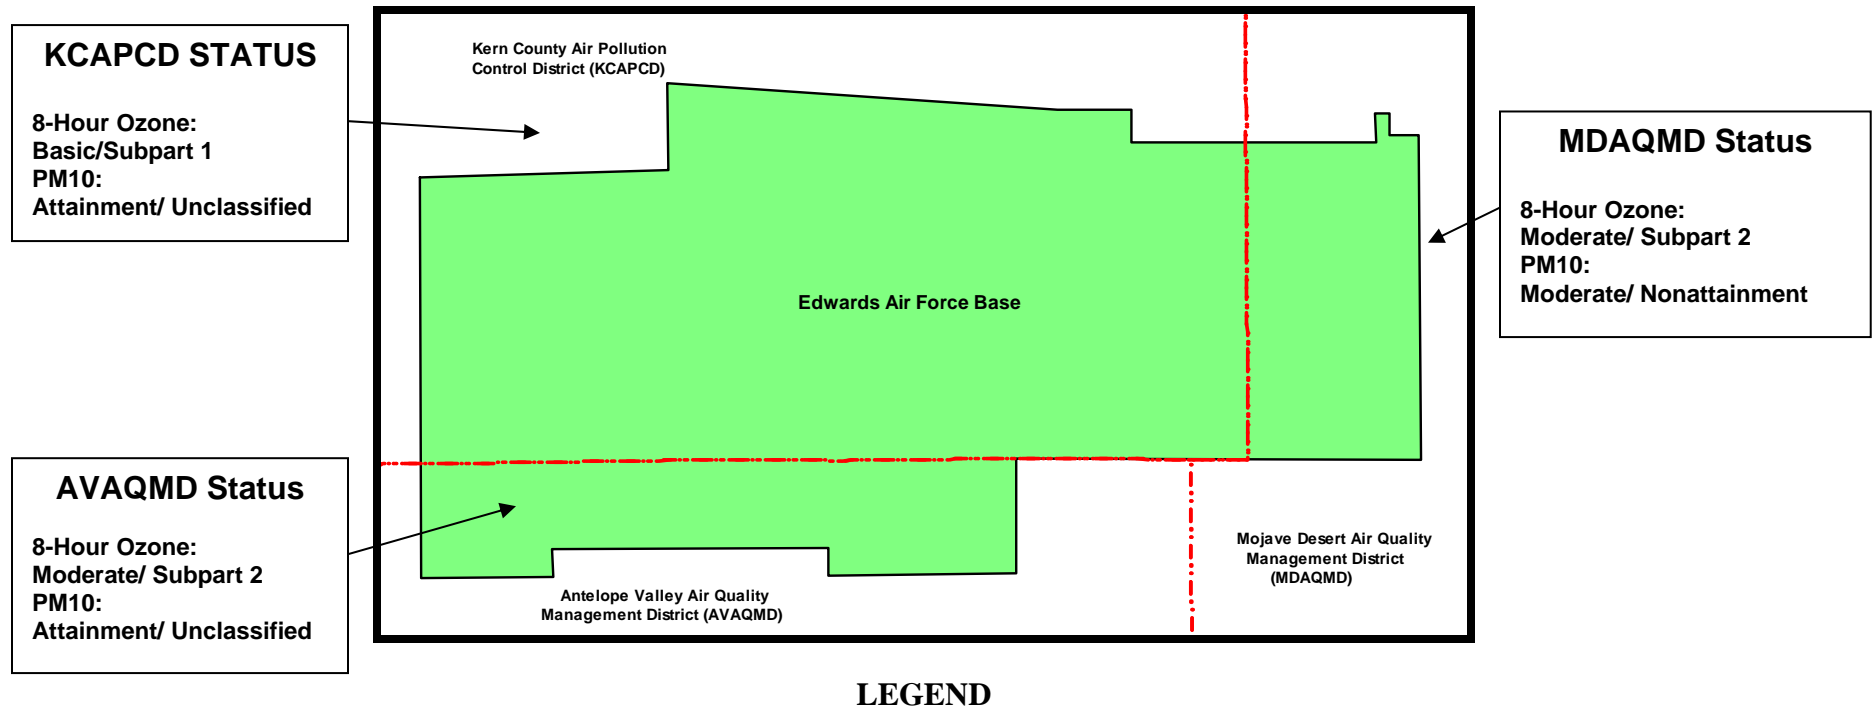 KCAPCD STATUS
8-Hour Ozone:
Basic/Subpart 1
PM10:
Attainment/ Unclassified
Kern County Air Pollution
Control District (KCAPCD)
MDAQMD Status
8-Hour Ozone:
Moderate/ Subpart 2
PM10:
Moderate/ Nonattainment
Edwards Air Force Base
AVAQMD Status
8-Hour Ozone:
Moderate/ Subpart 2
PM10:
Attainment/ Unclassified
Antelope Valley Air Quality
Management District (AVAQMD)
Mojave Desert Air Quality
Management District
(MDAQMD)
LEGEND